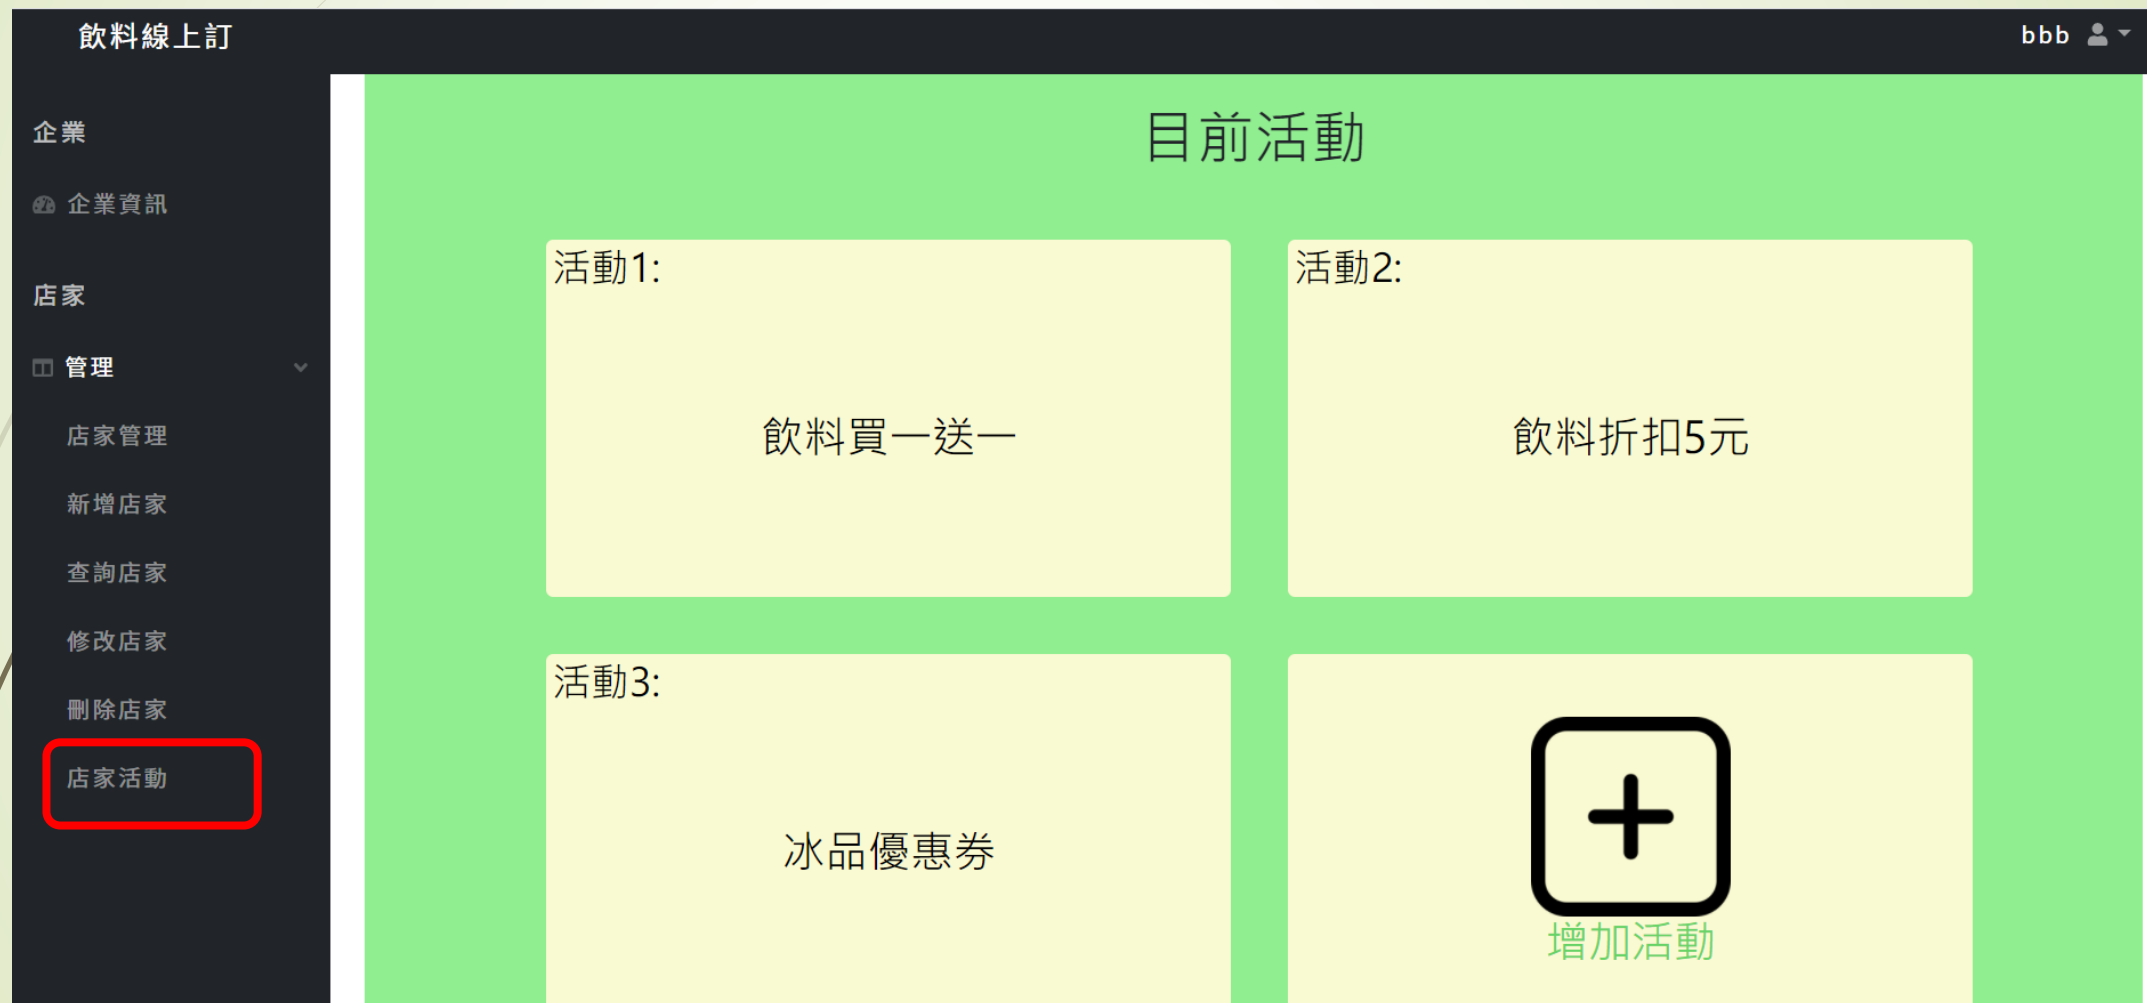 飲料線上訂
bbb
企業
企業資訊
店家
管理
店家管理
新增店家
查詢店家
修改店家
刪除店家
店家活動
目前活動
活動1:
飲料買一送一
活動2:
飲料折扣5元
活動3:
冰品優惠券
增加活動